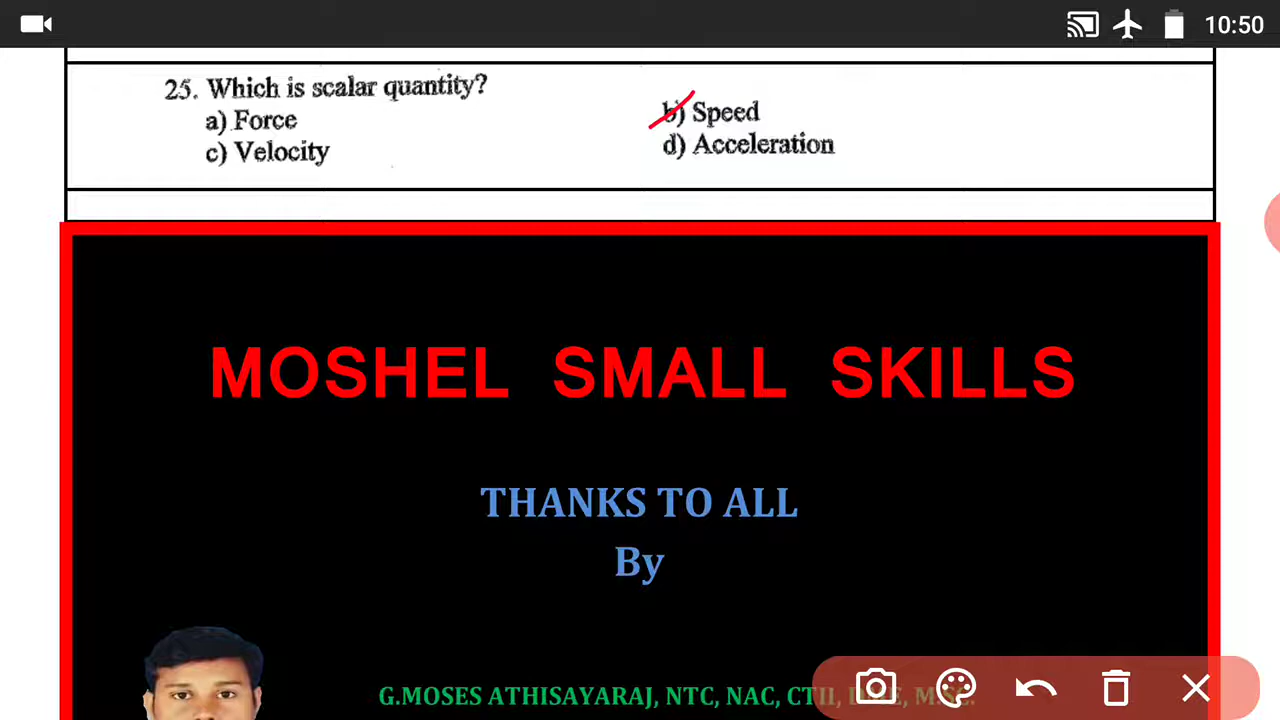 10:50
25. Which is scalar quantity?
a) Force
b) Speed
c) Velocity
d) Acceleration
MOSHEL SMALL SKILLS
THANKS TO ALL
By
G.MOSES ATHISAYARAJ, NTC, NAC, CTII,